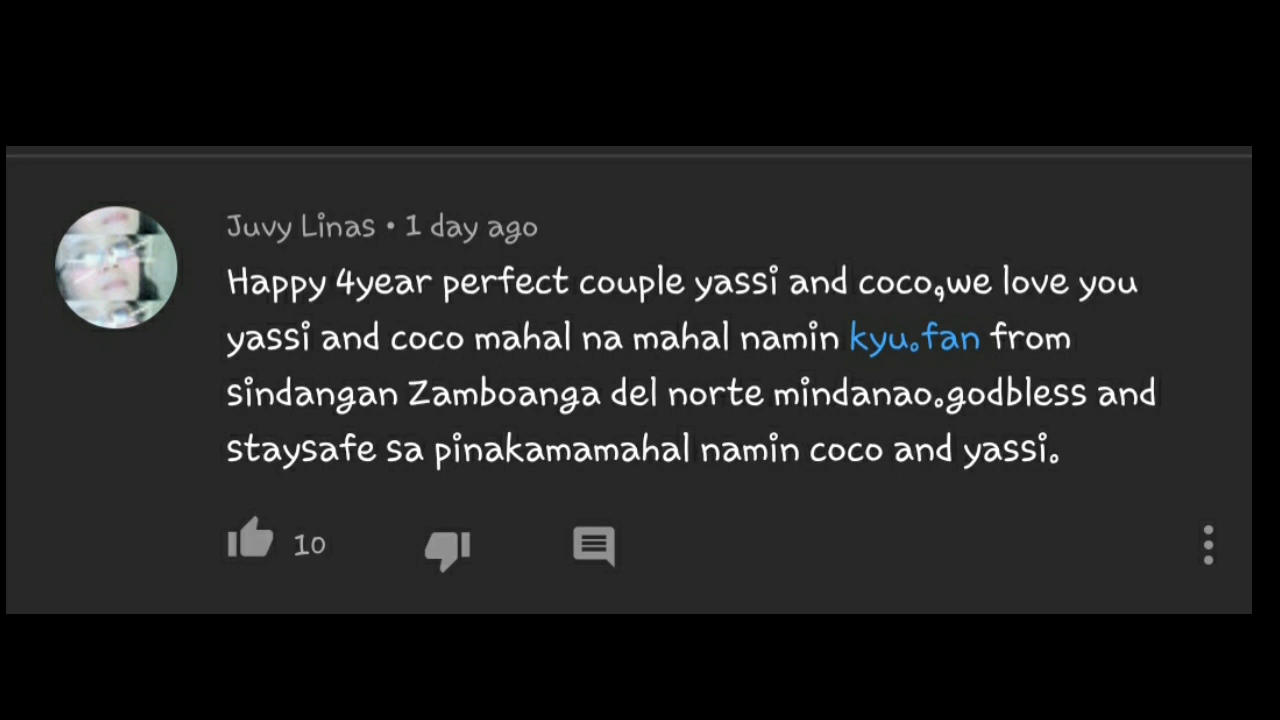 Juvy Linas • 1 day ago
Happy 4year perfect couple yassi and coco,we love you
yassi and coco mahal na mahal namin kyu.fan from
sindangan Zamboanga del norte mindanao.godbless and
staysafe sa pinakamamahal namin coco and yassi.
10